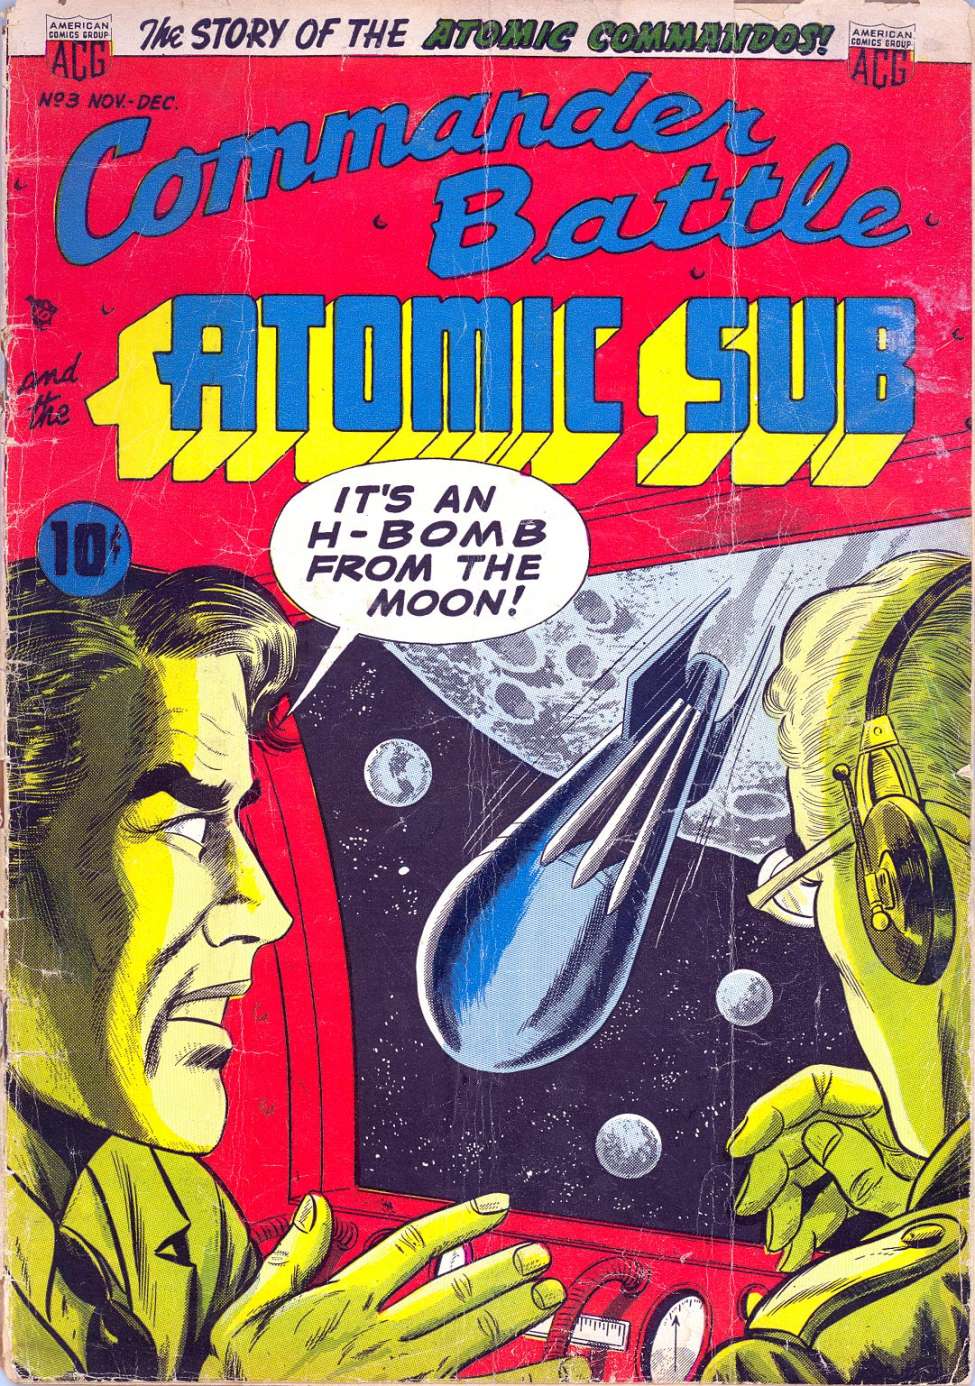 AMERICAN
COMICS GROUP
ACG
The STORY OF THE ATOMIC COMMANDOS!
AMERICAN
COMICS GROUP
ACG
Nº3 NOV.-DEC.
Commander
Battle
and
the
ATOMIC SUB
10¢
IT'S AN
H-BOMB
FROM THE
MOON!